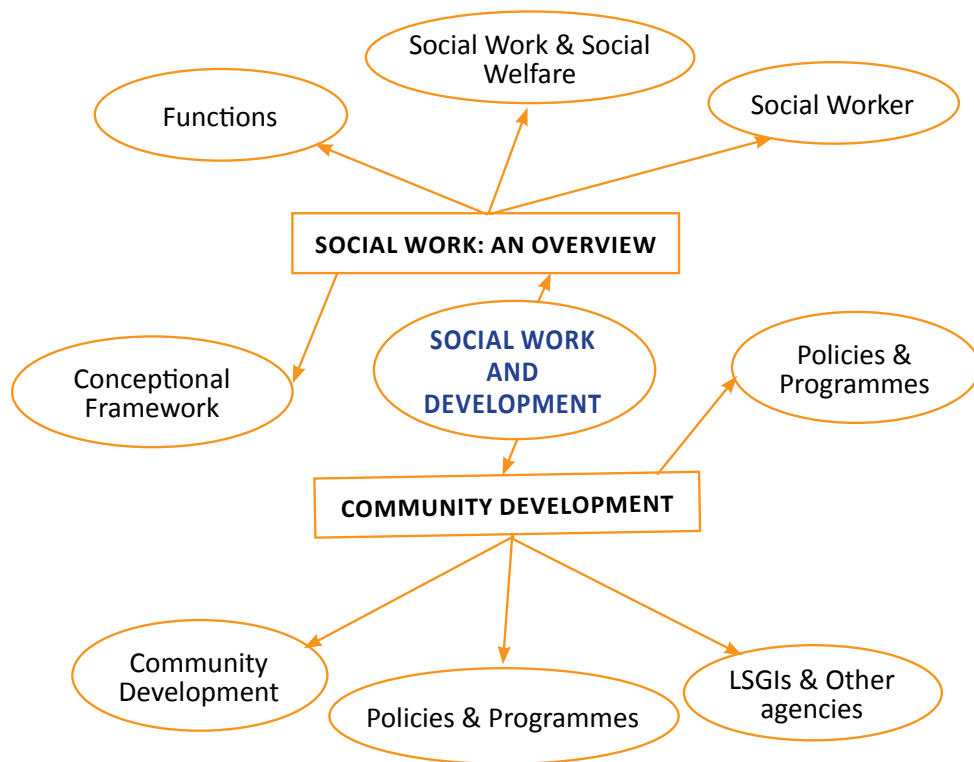 Social Work & Social
Welfare
Functions
Social Worker
SOCIAL WORK: AN OVERVIEW
Conceptional
Framework
SOCIAL WORK
AND
DEVELOPMENT
Policies &
Programmes
COMMUNITY DEVELOPMENT
Community
Development
Policies & Programmes
LSGIs & Other
agencies